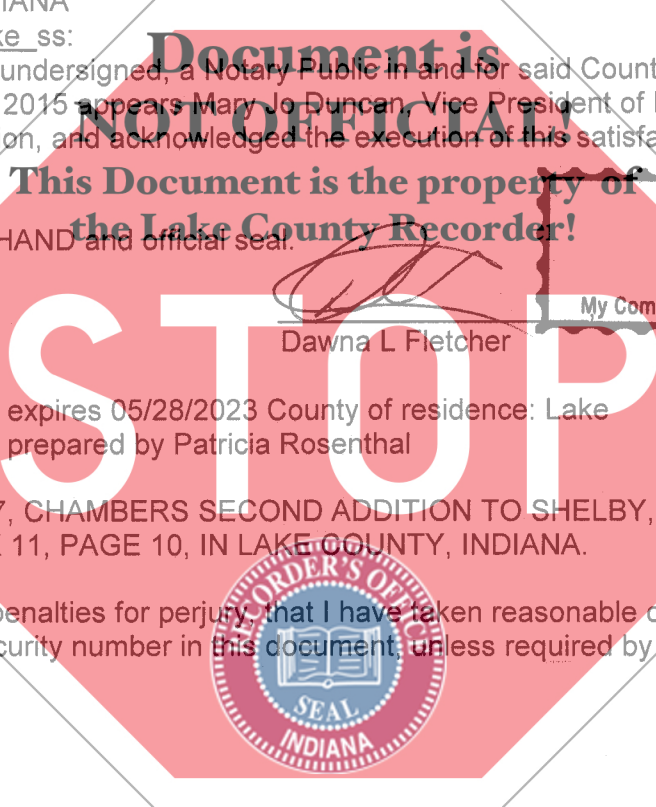 IANA
ke ss:
Document is
undersigned, a Notary Public in and for said Count
2015 appears Mary Jo Duncan, Vice President of
NOT OFFICIAL!
on, and acknowledged the execution of this satisfa
This Document is the property of
the Lake County Recorder!
HAND and official seal.
My Com
Dawna L Fletcher
STOP
expires 05/28/2023 County of residence: Lake
prepared by Patricia Rosenthal
7, CHAMBERS SECOND ADDITION TO SHELBY,
11, PAGE 10, IN LAKE COUNTY, INDIANA.
RECORDER'S OFFICE
penalties for perjury, that I have taken reasonable
curity number in this document, unless required by
SEAL
INDIANA